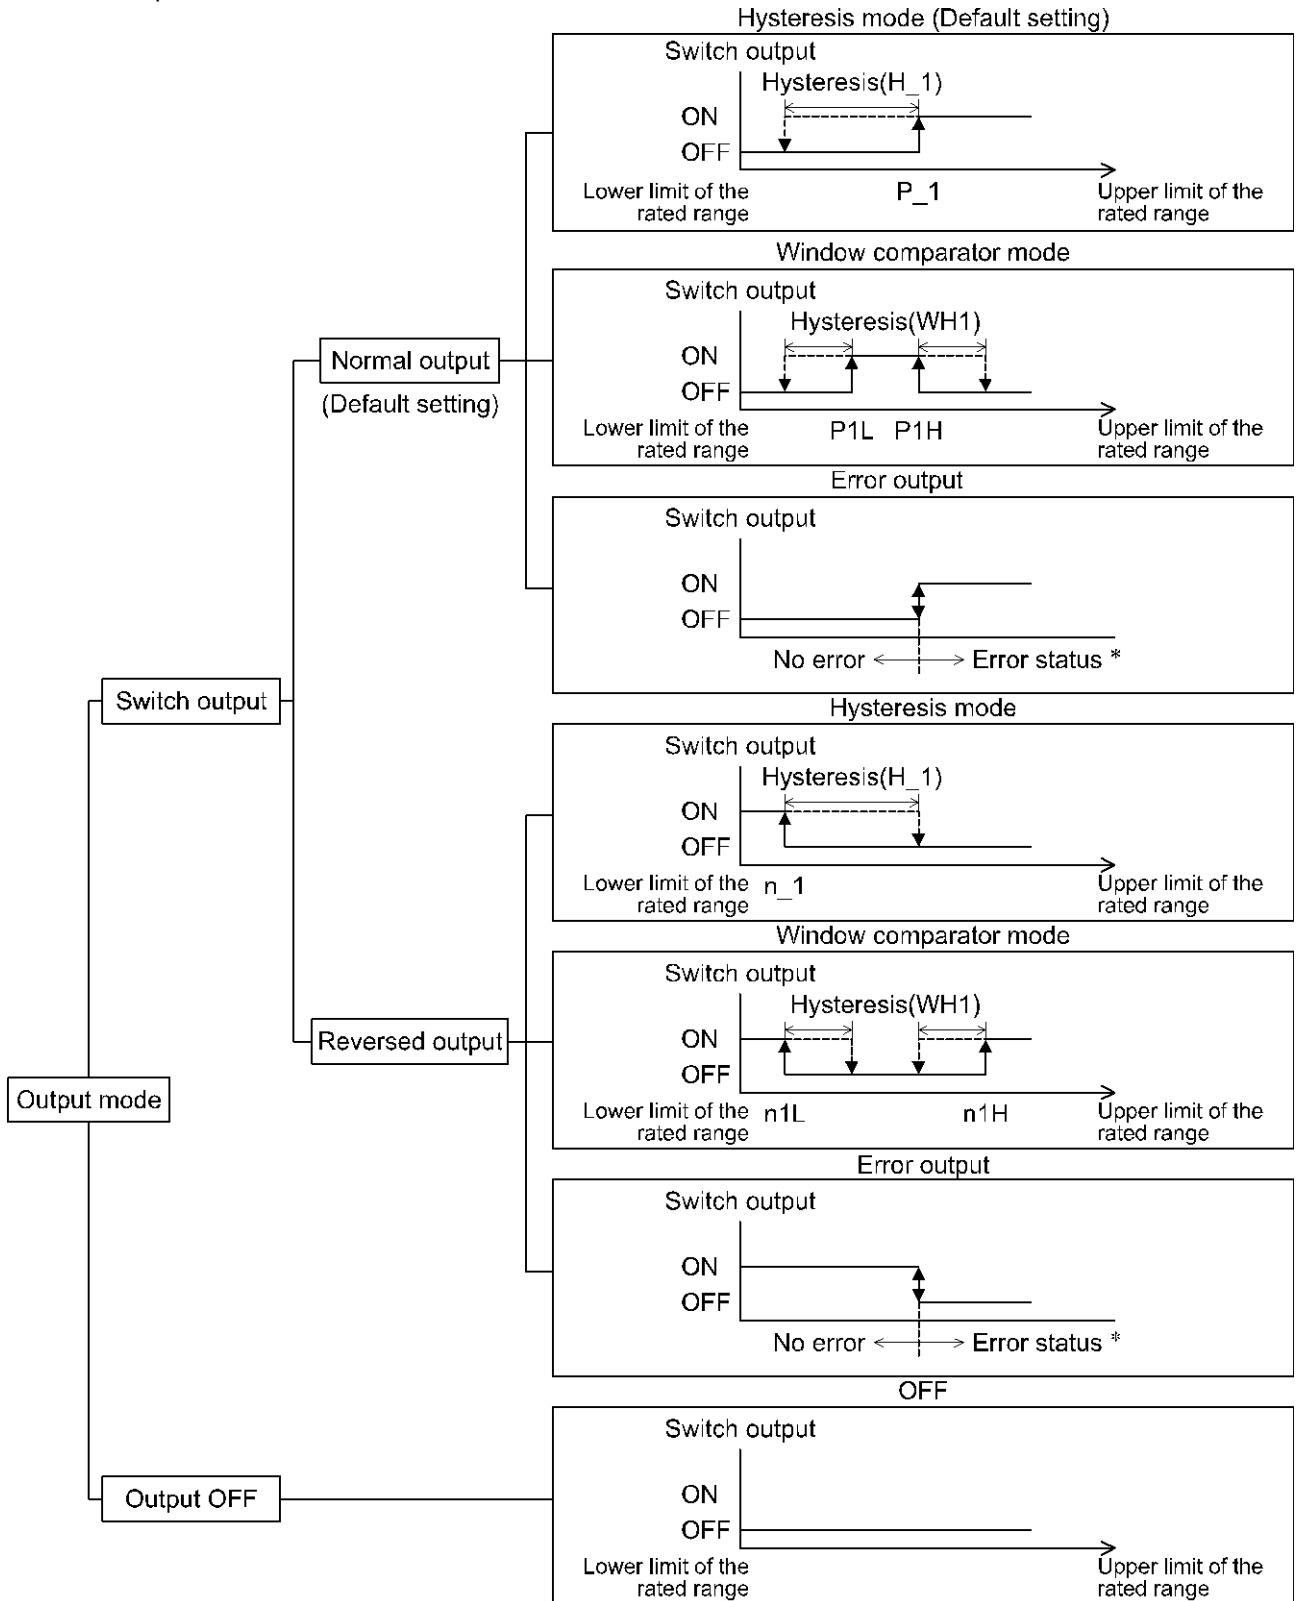 Hysteresis mode (Default setting)
Switch output
Hysteresis(H_1)
ON
OFF
Lower limit of the
rated range
P_1
Upper limit of the
rated range
Window comparator mode
Switch output
Hysteresis(WH1)
ON
OFF
Lower limit of the
rated range
P1L P1H
Upper limit of the
rated range
Normal output
(Default setting)
Error output
Switch output
ON
OFF
No error
Error status *
Switch output
Hysteresis mode
Switch output
Hysteresis(H_1)
ON
OFF
Lower limit of the
rated range
n_1
Upper limit of the
rated range
Window comparator mode
Switch output
Hysteresis(WH1)
ON
OFF
Lower limit of the
rated range
n1L
n1H
Upper limit of the
rated range
Reversed output
Output mode
Error output
Switch output
ON
OFF
No error
Error status *
OFF
Switch output
ON
OFF
Lower limit of the
rated range
Upper limit of the
rated range
Output OFF